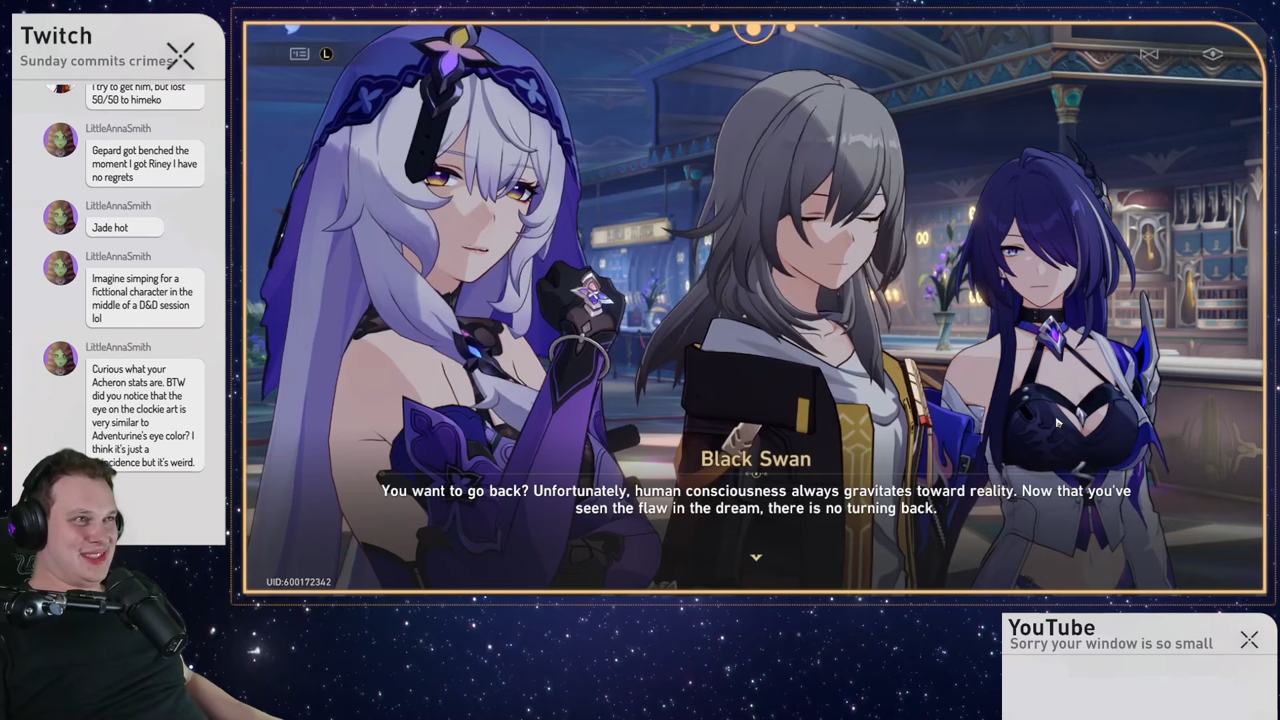 Twitch
Sunday commits crimes
I try to get him, but lost
50/50 to himeko
LittleAnnaSmith
Gepard got benched the
moment I got Riney I have
no regrets
LittleAnnaSmith
Jade hot
LittleAnnaSmith
Imagine simping for a
fictional character in the
middle of a D&D session
lol
LittleAnnaSmith
Curious what your
Acheron stats are. BTW
did you notice that the
eye on the clockie art is
very similar to
Adventurine's eye color? I
think it's just a
incidence but it's weird.
L
Black Swan
You want to go back? Unfortunately, human consciousness always gravitates toward reality. Now that you've
seen the flaw in the dream, there is no turning back.
UID:600172342
YouTube
Sorry your window is so small